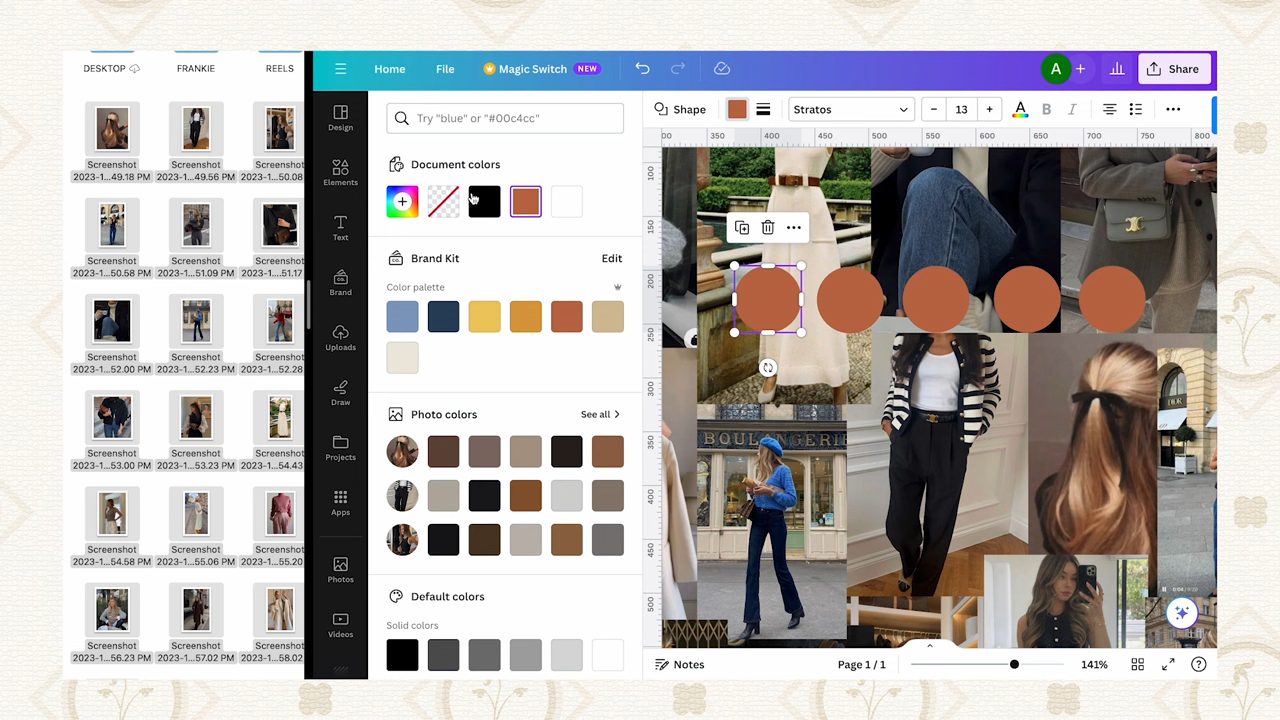 DESKTOP
FRANKIE
REELS
Screenshot
2023-1...49.18 PM
Screenshot
2023-1...49.56 PM
Screenshot
2023-1...50.08
Screenshot
2023-1...50.58 PM
Screenshot
2023-1...51.09 PM
Screenshot
...51.17
Screenshot
2023-1...52.00 PM
Screenshot
2023-1...52.23 PM
Screenshot
2023-1...52.28
Screenshot
2023-1...53.00 PM
Screenshot
2023-1...53.23 PM
Screenshot
2023-1...54.43
Screenshot
2023-1...54.58 PM
Screenshot
2023-1...55.06 PM
Screenshot
2023-1...55.20
Screenshot
2023-1...56.23 PM
Screenshot
2023-1...57.02 PM
Screenshot
2023-1...58.02
Home
File
Magic Switch NEW
A
Share
Design
Elements
Text
Brand
Uploads
Draw
Projects
Apps
Photos
Videos
Try "blue" or "#00c4cc"
Document colors
Brand Kit
Edit
Color palette
Photo colors
See all
Default colors
Solid colors
Shape
Stratos
13
A
B
I
00 350 400 450 500 550 600 650 700 750 800
100
150
200
250
300
350
400
450
500
BOULANGERIE
Notes
Page 1 / 1
141%